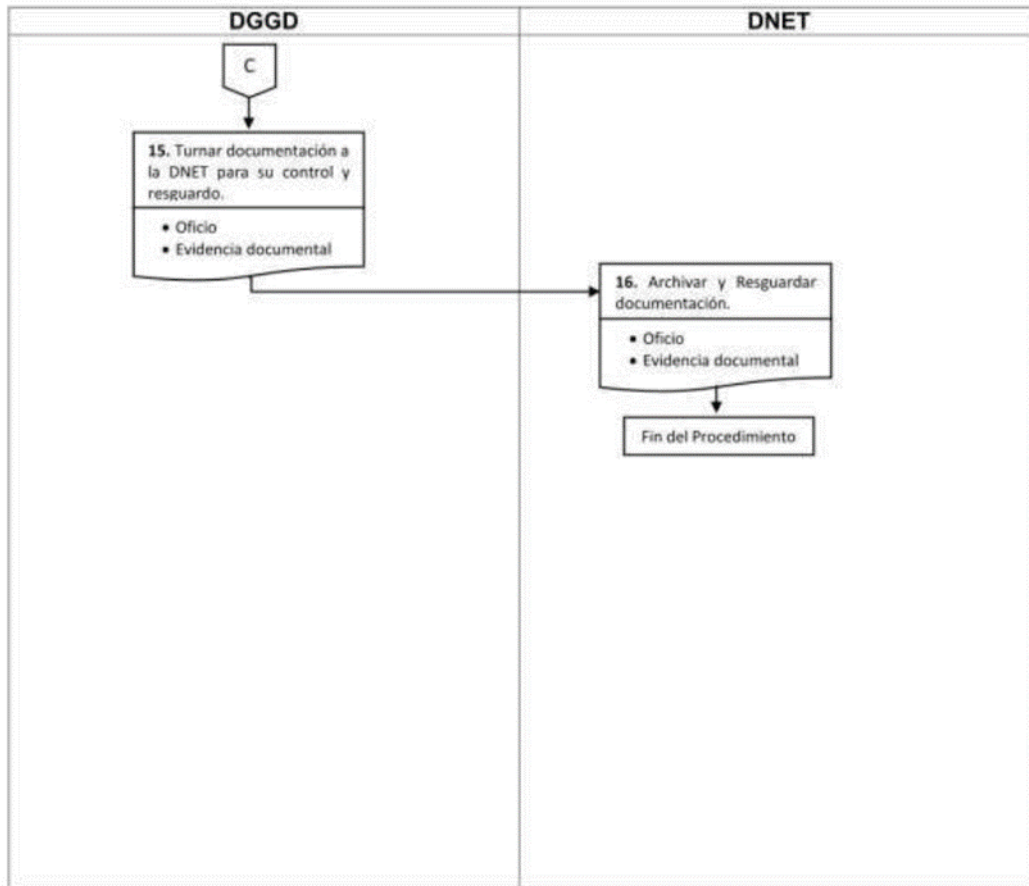 DGGD
DNET
C
15. Turnar documentación a
la DNET para su control y
resguardo.
• Oficio
• Evidencia documental
16. Archivar y Resguardar
documentación.
• Oficio
• Evidencia documental
Fin del Procedimiento